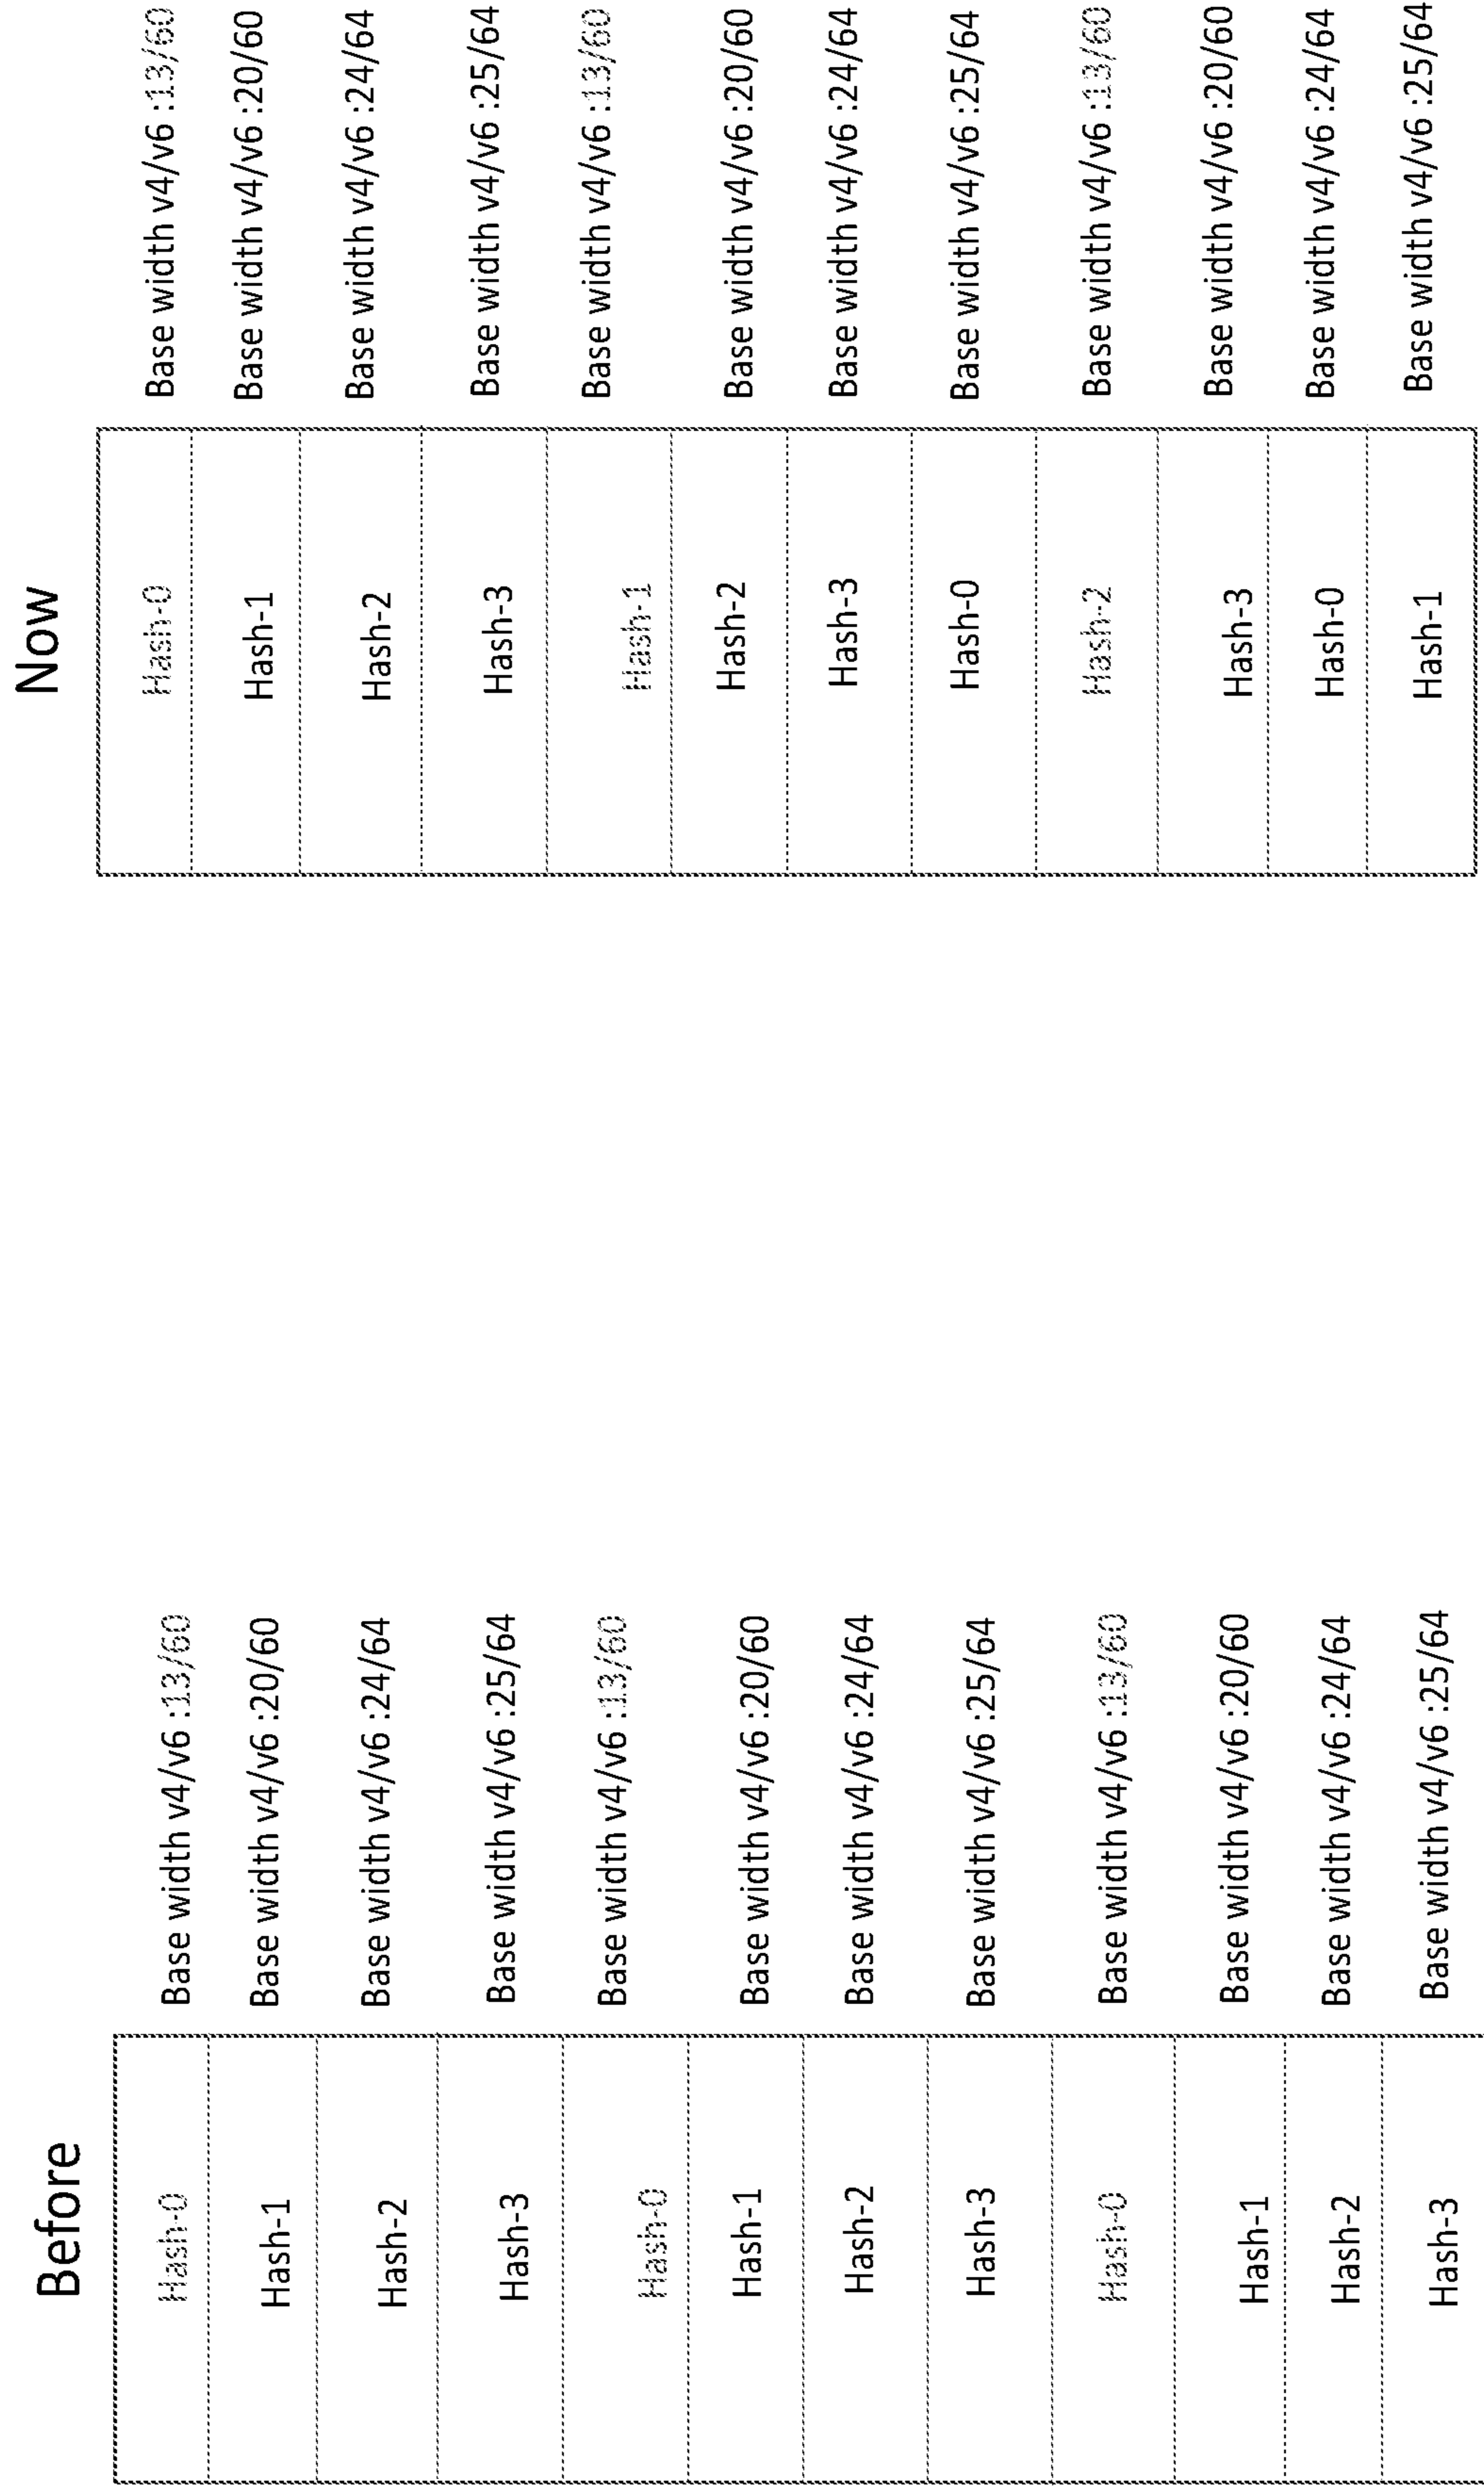 Before
Hash-0 Base width v4/v6 :13/60
Hash-1 Base width v4/v6 :20/60
Hash-2 Base width v4/v6 :24/64
Hash-3 Base width v4/v6 :25/64
Hash-0 Base width v4/v6 :13/60
Hash-1 Base width v4/v6 :20/60
Hash-2 Base width v4/v6 :24/64
Hash-3 Base width v4/v6 :25/64
Hash-0 Base width v4/v6 :13/60
Hash-1 Base width v4/v6 :20/60
Hash-2 Base width v4/v6 :24/64
Hash-3 Base width v4/v6 :25/64
Now
Hash-0 Base width v4/v6 :13/60
Hash-1 Base width v4/v6 :20/60
Hash-2 Base width v4/v6 :24/64
Hash-3 Base width v4/v6 :25/64
Hash-1 Base width v4/v6 :13/60
Hash-2 Base width v4/v6 :20/60
Hash-3 Base width v4/v6 :24/64
Hash-0 Base width v4/v6 :25/64
Hash-2 Base width v4/v6 :13/60
Hash-3 Base width v4/v6 :20/60
Hash-0 Base width v4/v6 :24/64
Hash-1 Base width v4/v6 :25/64